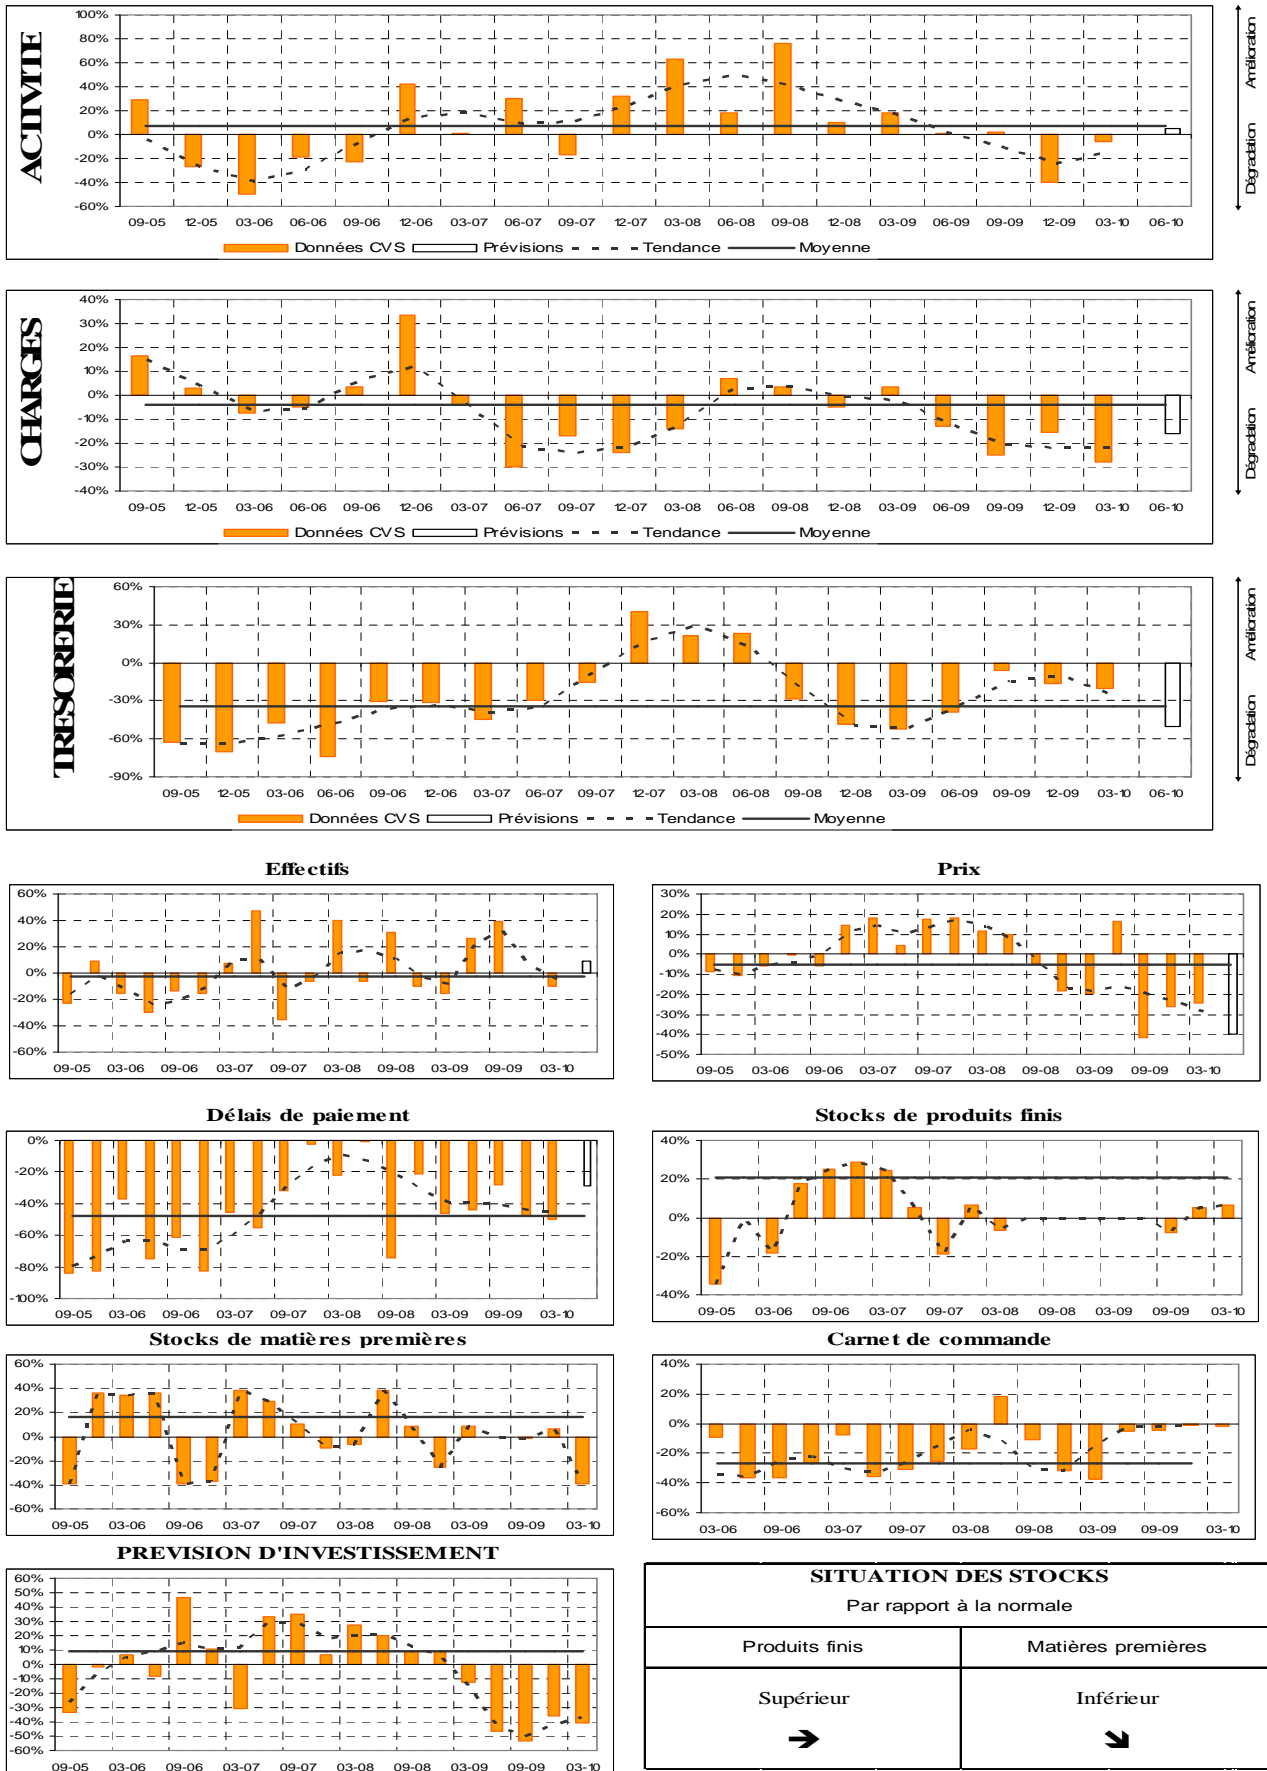 ACTIVITE
100%
80%
60%
40%
20%
0%
-20%
-40%
-60%
09-05 12-05 03-06 06-06 09-06 12-06 03-07 06-07 09-07 12-07 03-08 06-08 09-08 12-08 03-09 06-09 09-09 12-09 03-10 06-10
Données CVS Prévisions Tendance Moyenne
Amélioration
Dégradation
CHARGES
40%
30%
20%
10%
0%
-10%
-20%
-30%
-40%
09-05 12-05 03-06 06-06 09-06 12-06 03-07 06-07 09-07 12-07 03-08 06-08 09-08 12-08 03-09 06-09 09-09 12-09 03-10 06-10
Données CVS Prévisions Tendance Moyenne
Amélioration
Dégradation
TRESORERIE
60%
30%
0%
-30%
-60%
-90%
09-05 12-05 03-06 06-06 09-06 12-06 03-07 06-07 09-07 12-07 03-08 06-08 09-08 12-08 03-09 06-09 09-09 12-09 03-10 06-10
Données CVS Prévisions Tendance Moyenne
Amélioration
Dégradation
Effectifs
60%
40%
20%
0%
-20%
-40%
-60%
09-05 03-06 09-06 03-07 09-07 03-08 09-08 03-09 09-09 03-10
Prix
30%
20%
10%
0%
-10%
-20%
-30%
-40%
-50%
09-05 03-06 09-06 03-07 09-07 03-08 09-08 03-09 09-09 03-10
Délais de paiement
0%
-20%
-40%
-60%
-80%
-100%
09-05 03-06 09-06 03-07 09-07 03-08 09-08 03-09 09-09 03-10
Stocks de produits finis
40%
20%
0%
-20%
-40%
09-05 03-06 09-06 03-07 09-07 03-08 09-08 03-09 09-09 03-10
Stocks de matières premières
60%
40%
20%
0%
-20%
-40%
-60%
09-05 03-06 09-06 03-07 09-07 03-08 09-08 03-09 09-09 03-10
Carnet de commande
40%
20%
0%
-20%
-40%
-60%
03-06 09-06 03-07 09-07 03-08 09-08 03-09 09-09 03-10
PREVISION D'INVESTISSEMENT
60%
50%
40%
30%
20%
10%
0%
-10%
-20%
-30%
-40%
-50%
-60%
09-05 03-06 09-06 03-07 09-07 03-08 09-08 03-09 09-09 03-10
SITUATION DES STOCKS
Par rapport à la normale
Produits finis Matières premières
Supérieur Inférieur
➔ ➘